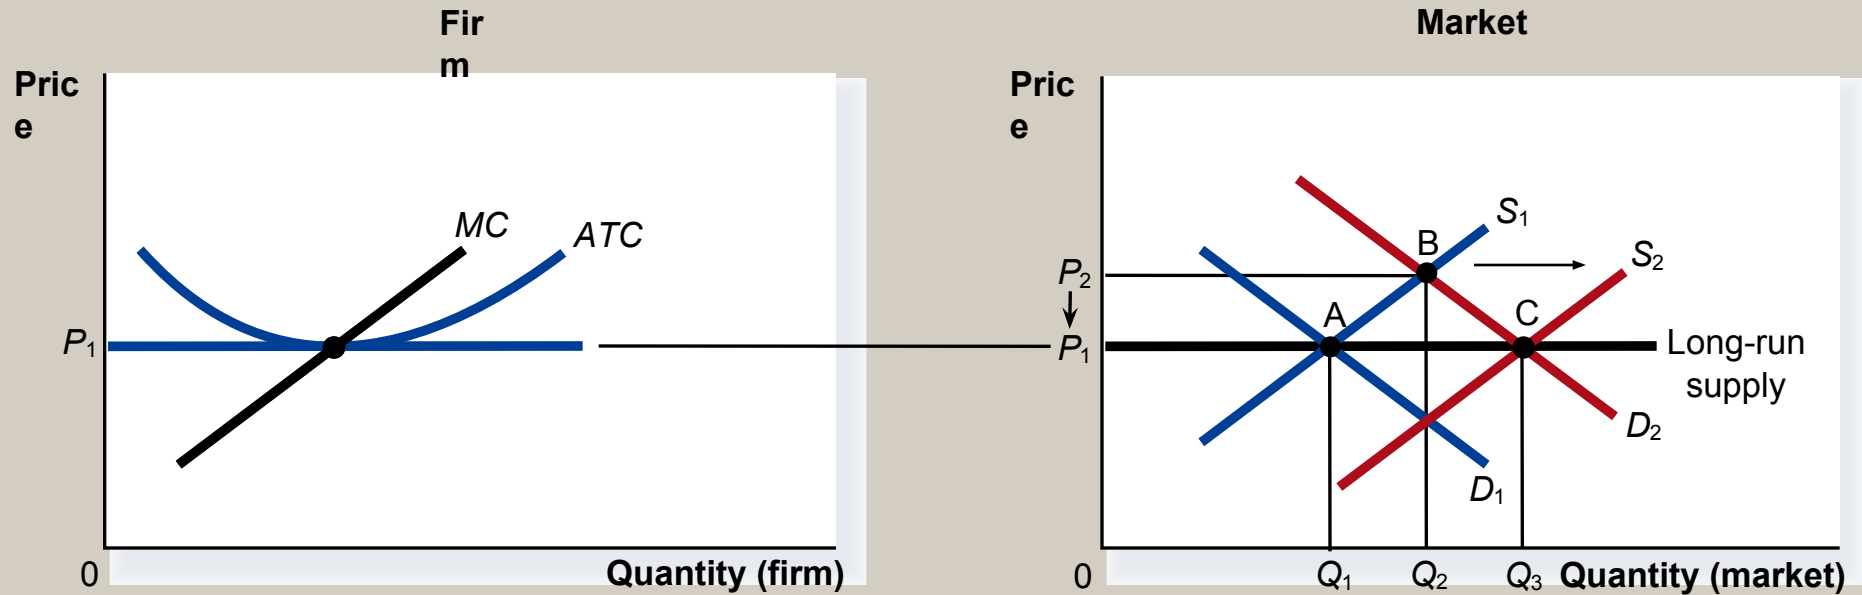 Fir
m
Pric
e
MC
ATC
P1
0
Quantity (firm)
Market
Pric
e
S1
B
S2
P2
A
C
P1
Long-run
supply
D2
D1
0
Q1
Q2
Q3
Quantity (market)